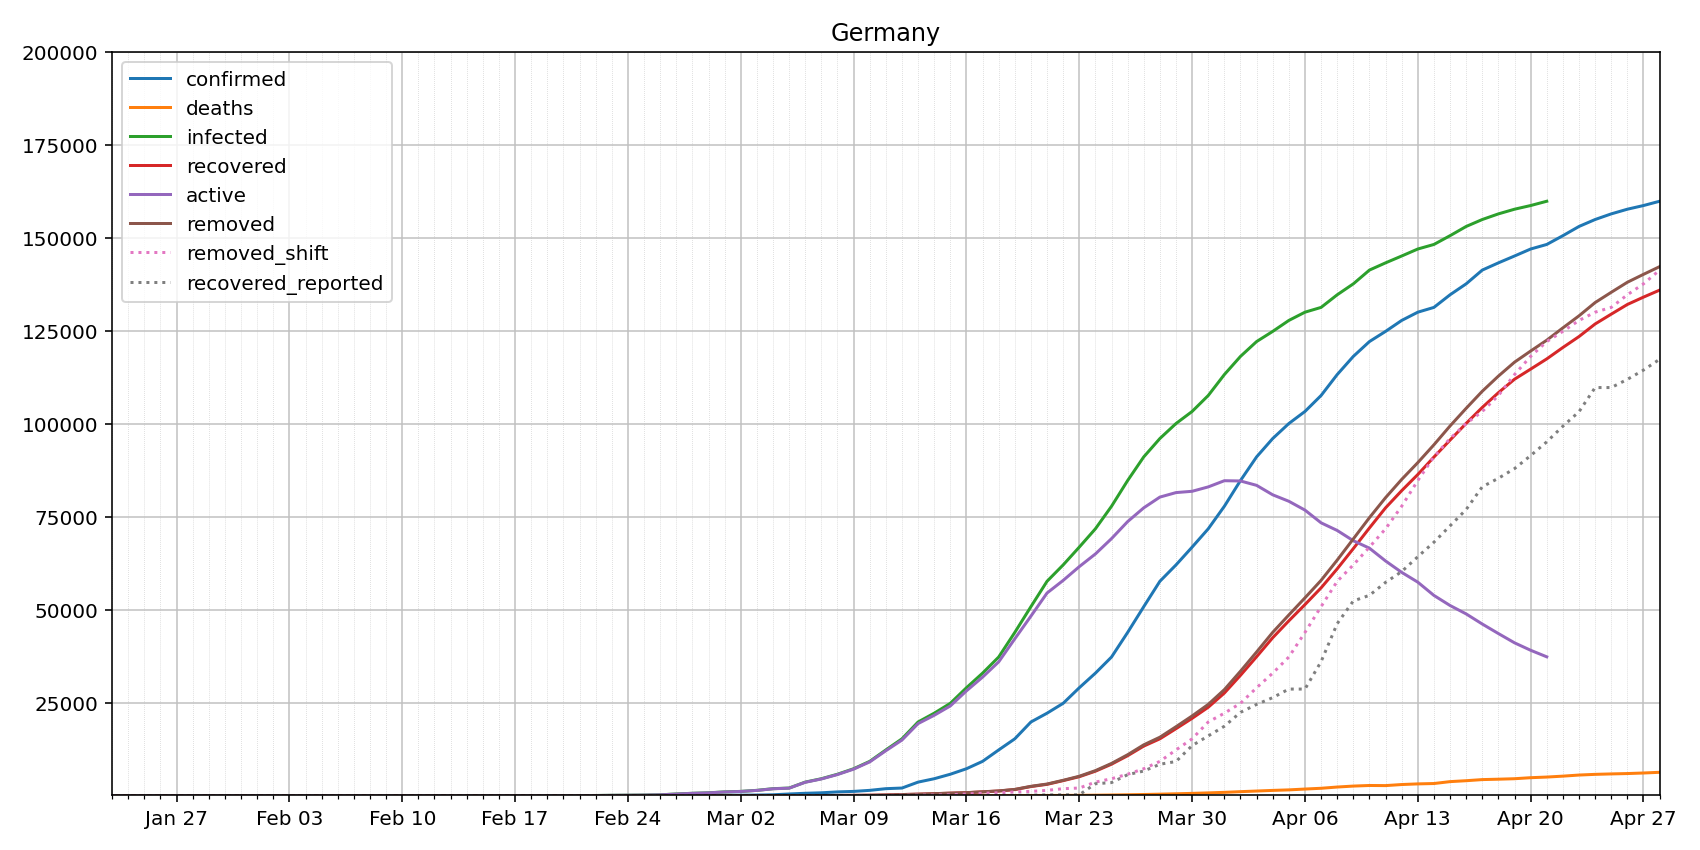 Germany
200000
175000
150000
125000
100000
75000
50000
25000
confirmed
deaths
infected
recovered
active
removed
removed_shift
recovered_reported
Jan 27 Feb 03 Feb 10 Feb 17 Feb 24 Mar 02 Mar 09 Mar 16 Mar 23 Mar 30 Apr 06 Apr 13 Apr 20 Apr 27